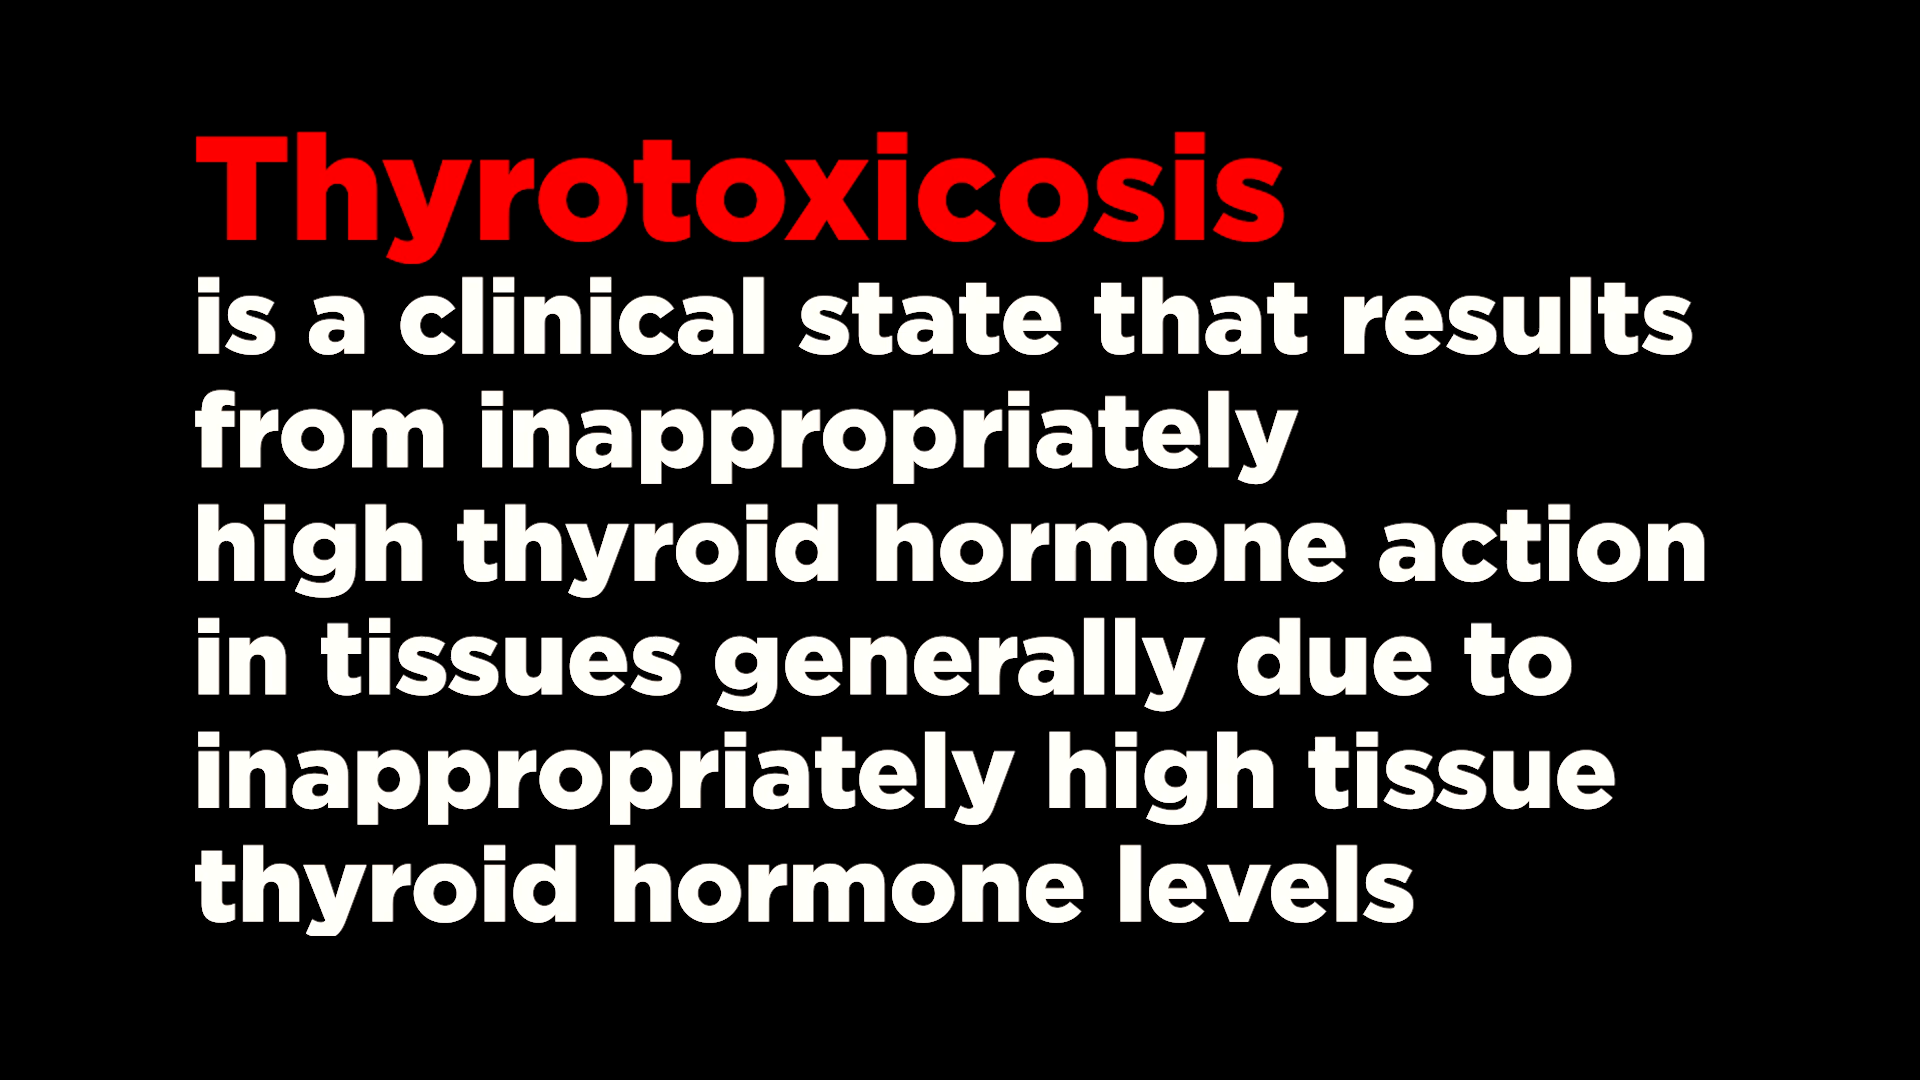 Thyrotoxicosis
is a clinical state that results
from inappropriately
high thyroid hormone action
in tissues generally due to
inappropriately high tissue
thyroid hormone levels